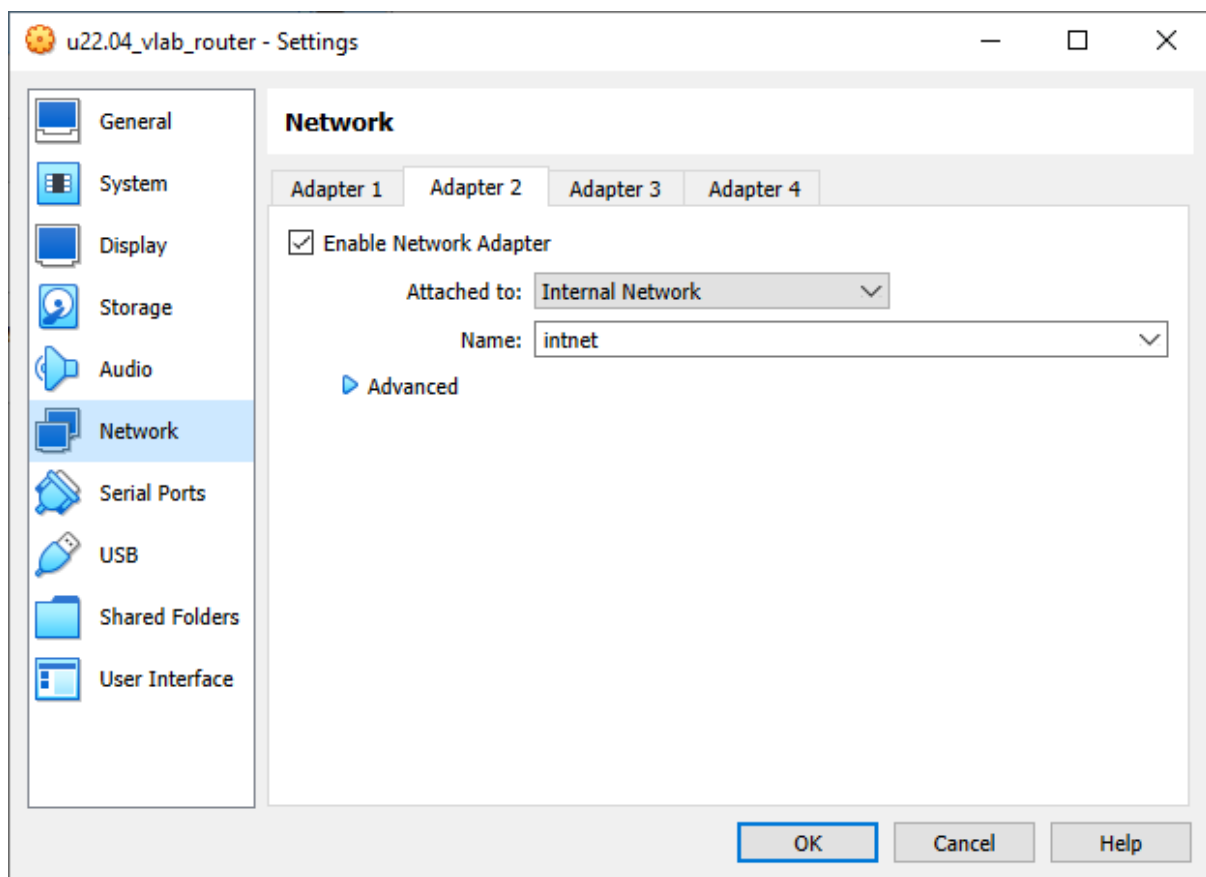 u22.04_vlab_router - Settings
General
System
Display
Storage
Audio
Network
Serial Ports
USB
Shared Folders
User Interface
Network
Adapter 1 Adapter 2 Adapter 3 Adapter 4
Enable Network Adapter
Attached to: Internal Network
Name: intnet
Advanced
OK Cancel Help